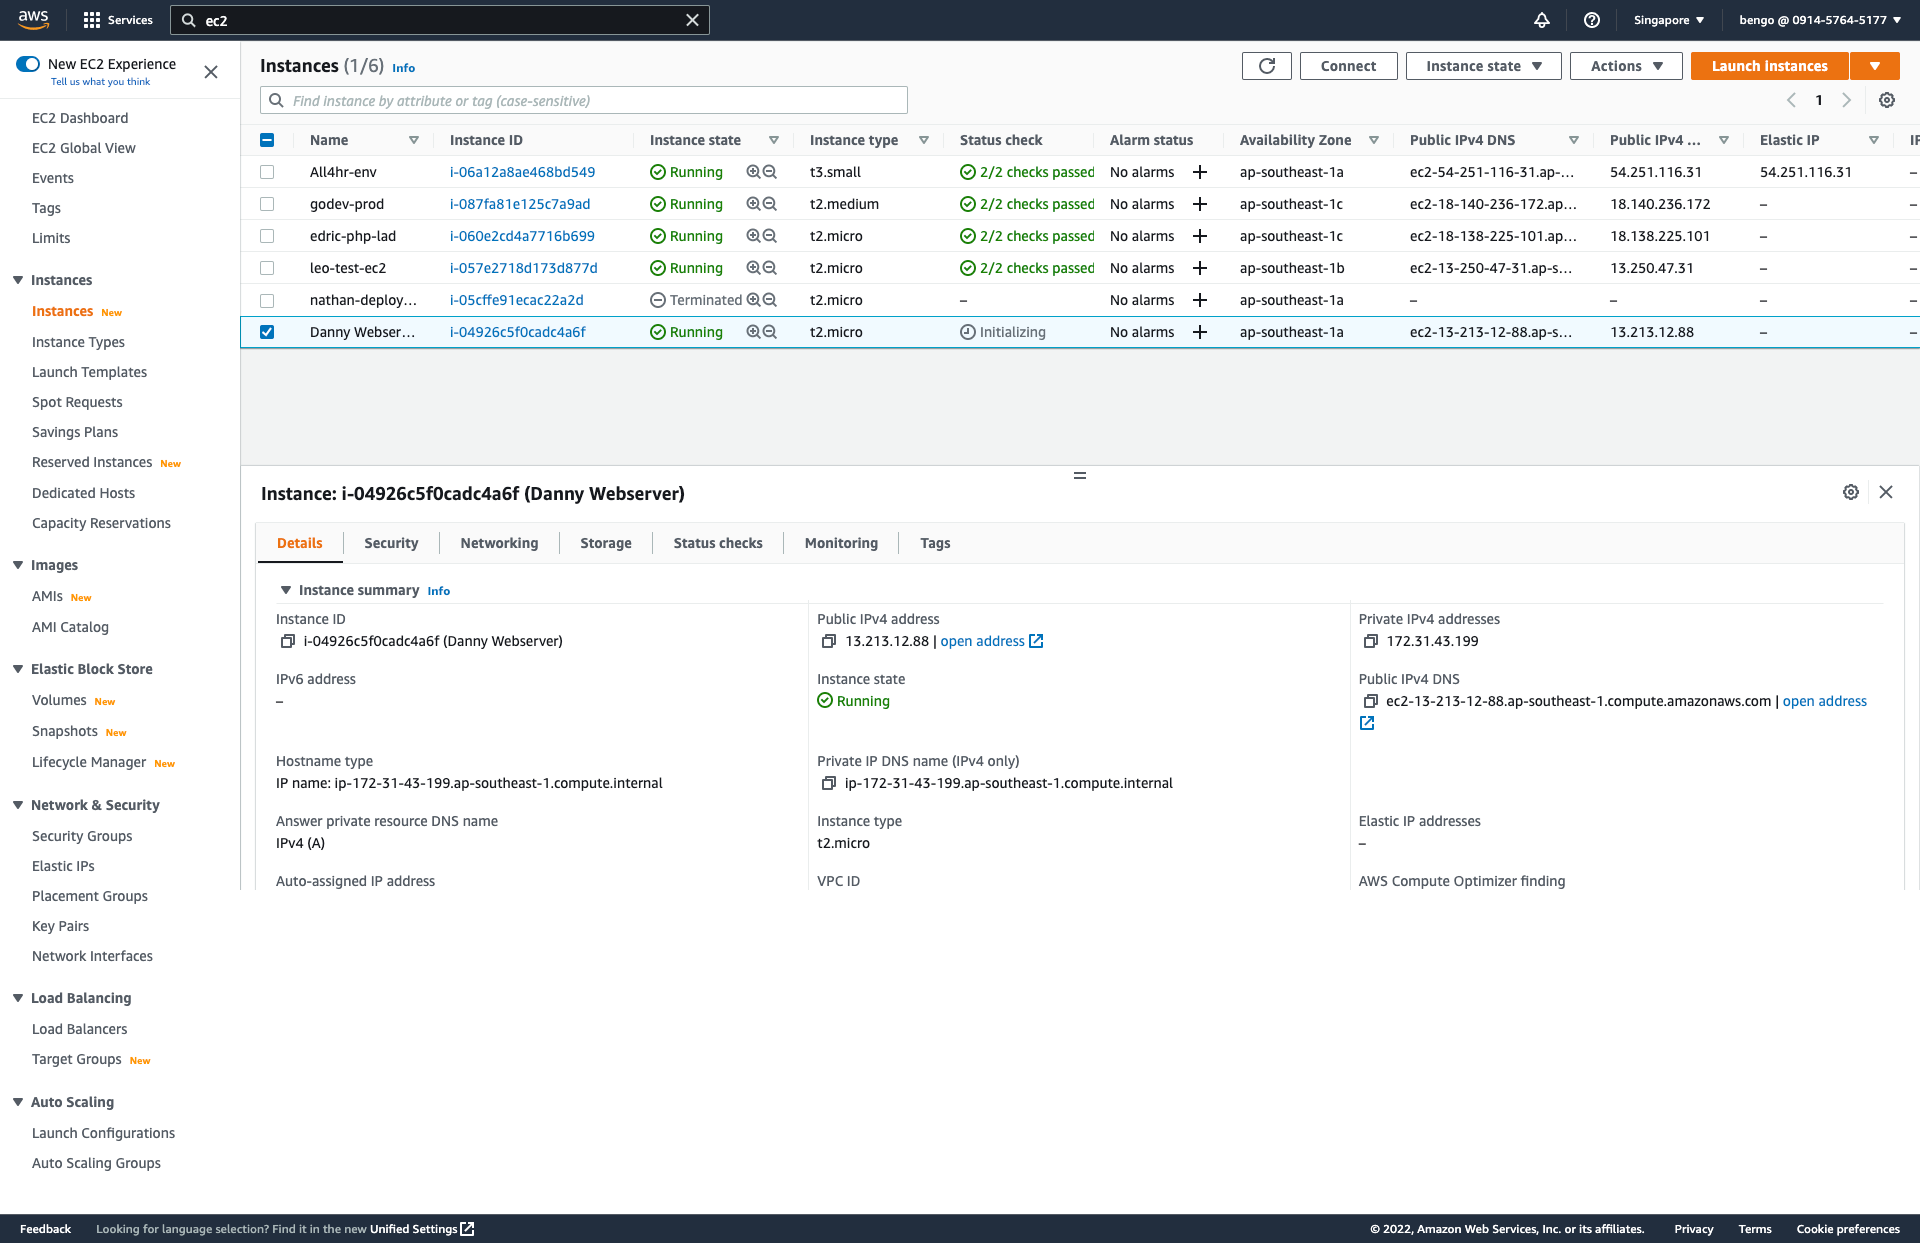 aws Services ec2 Singapore bengo @ 0914-5764-5177
New EC2 Experience
Tell us what you think
EC2 Dashboard
EC2 Global View
Events
Tags
Limits
Instances
Instances New
Instance Types
Launch Templates
Spot Requests
Savings Plans
Reserved Instances New
Dedicated Hosts
Capacity Reservations
Images
AMIs New
AMI Catalog
Elastic Block Store
Volumes New
Snapshots New
Lifecycle Manager New
Network & Security
Security Groups
Elastic IPs
Placement Groups
Key Pairs
Network Interfaces
Load Balancing
Load Balancers
Target Groups New
Auto Scaling
Launch Configurations
Auto Scaling Groups
Instances (1/6) Info
Connect Instance state Actions Launch instances
Find instance by attribute or tag (case-sensitive)
1
Name Instance ID Instance state Instance type Status check Alarm status Availability Zone Public IPv4 DNS Public IPv4 ... Elastic IP IP
All4hr-env i-06a12a8ae468bd549 Running t3.small 2/2 checks passed No alarms + ap-southeast-1a ec2-54-251-116-31.ap-... 54.251.116.31 54.251.116.31 –
godev-prod i-087fa81e125c7a9ad Running t2.medium 2/2 checks passed No alarms + ap-southeast-1c ec2-18-140-236-172.ap... 18.140.236.172 – –
edric-php-lad i-060e2cd4a7716b699 Running t2.micro 2/2 checks passed No alarms + ap-southeast-1c ec2-18-138-225-101.ap... 18.138.225.101 – –
leo-test-ec2 i-057e2718d173d877d Running t2.micro 2/2 checks passed No alarms + ap-southeast-1b ec2-13-250-47-31.ap-s... 13.250.47.31 – –
nathan-deploy... i-05cffe91ecac22a2d Terminated t2.micro – No alarms + ap-southeast-1a – – – –
Danny Webser... i-04926c5f0cadc4a6f Running t2.micro Initializing No alarms + ap-southeast-1a ec2-13-213-12-88.ap-s... 13.213.12.88 – –
Instance: i-04926c5f0cadc4a6f (Danny Webserver)
Details Security Networking Storage Status checks Monitoring Tags
Instance summary Info
Instance ID Public IPv4 address Private IPv4 addresses
i-04926c5f0cadc4a6f (Danny Webserver) 13.213.12.88 | open address 172.31.43.199
IPv6 address Instance state Public IPv4 DNS
– Running ec2-13-213-12-88.ap-southeast-1.compute.amazonaws.com | open address
Hostname type Private IP DNS name (IPv4 only)
IP name: ip-172-31-43-199.ap-southeast-1.compute.internal ip-172-31-43-199.ap-southeast-1.compute.internal
Answer private resource DNS name Instance type Elastic IP addresses
IPv4 (A) t2.micro –
Auto-assigned IP address VPC ID AWS Compute Optimizer finding
Feedback Looking for language selection? Find it in the new Unified Settings © 2022, Amazon Web Services, Inc. or its affiliates. Privacy Terms Cookie preferences